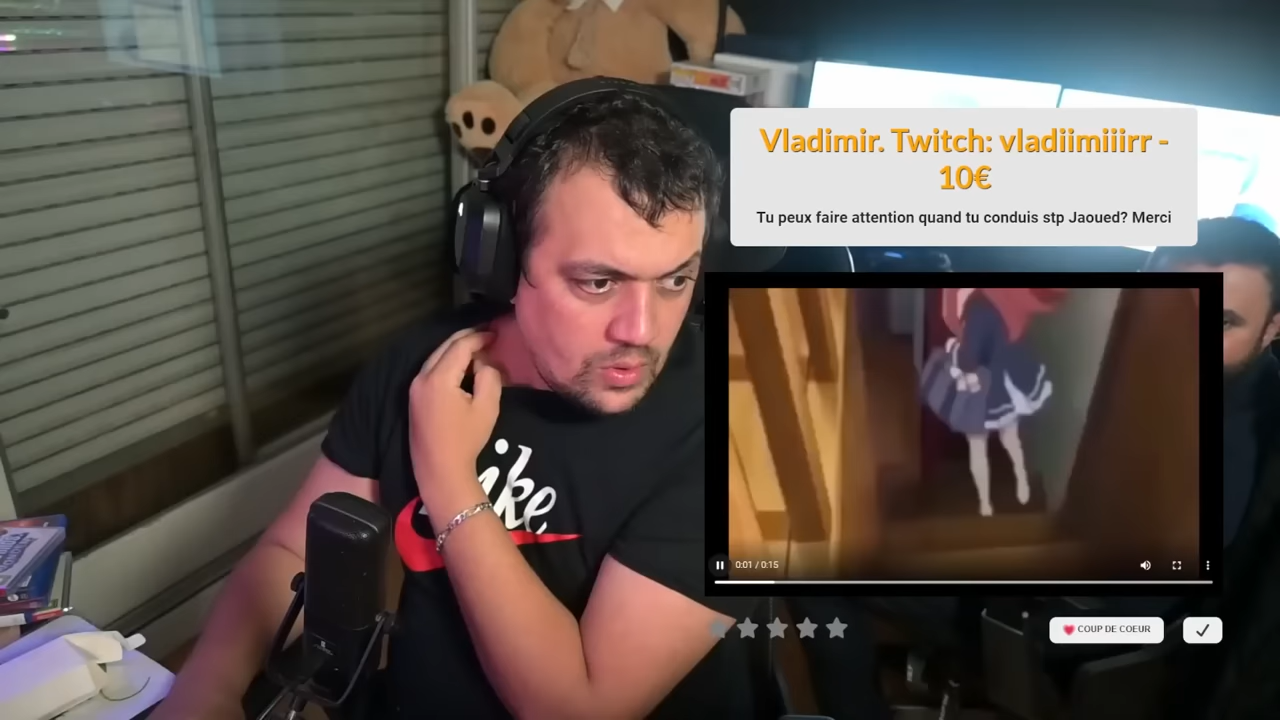 Vladimir. Twitch: vladiimiiirr -
10€
Tu peux faire attention quand tu conduis stp Jaoued? Merci
Nike
0:01 / 0:15
COUP DE COEUR